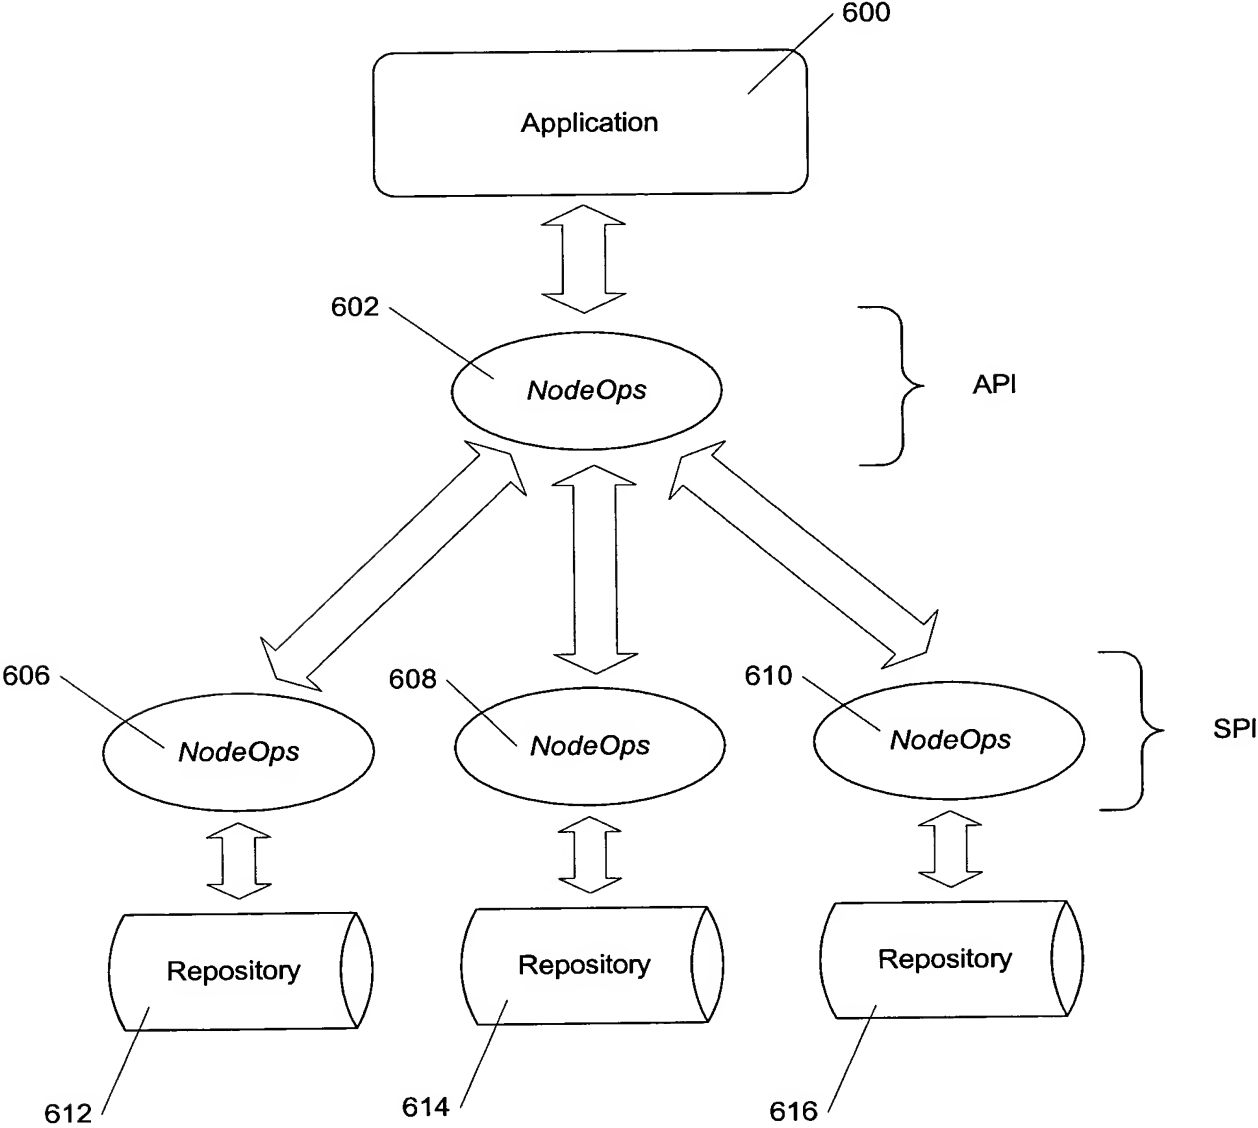 600
Application
602
NodeOps
API
606
608
610
NodeOps
NodeOps
NodeOps
SPI
Repository
Repository
Repository
612
614
616